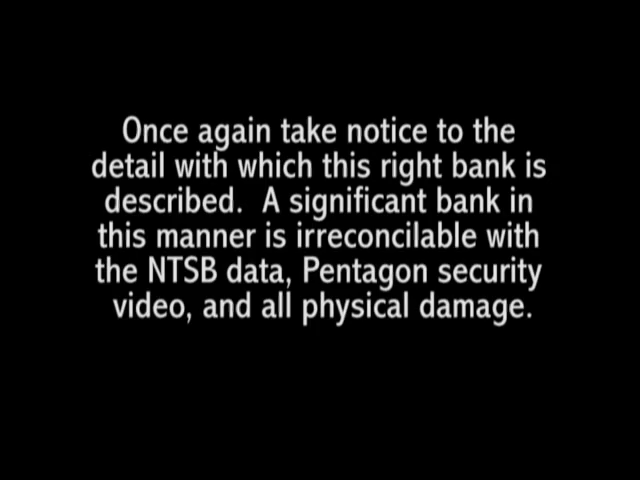 Once again take notice to the
detail with which this right bank is
described.  A significant bank in
this manner is irreconcilable with
the NTSB data, Pentagon security
video, and all physical damage.